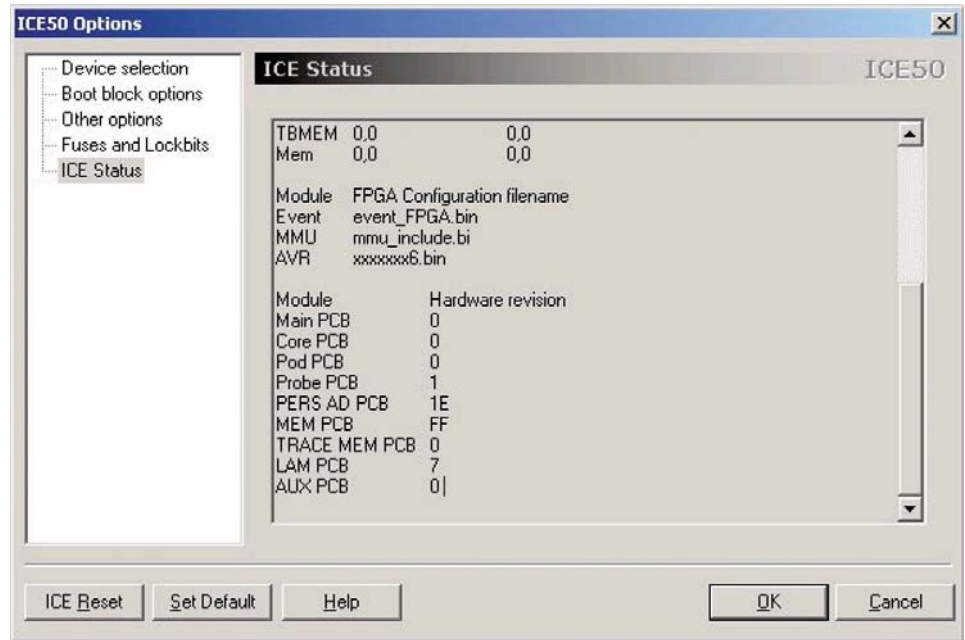 ICE50 Options
Device selection
Boot block options
Other options
Fuses and Lockbits
ICE Status
ICE Status ICE50
TBMEM 0,0 0,0
Mem 0,0 0,0
Module FPGA Configuration filename
Event event_FPGA.bin
MMU mmu_include.bi
AVR xxxxxxx6.bin
Module Hardware revision
Main PCB 0
Core PCB 0
Pod PCB 0
Probe PCB 1
PERS AD PCB 1E
MEM PCB FF
TRACE MEM PCB 0
LAM PCB 7
AUX PCB 0
ICE Reset Set Default Help OK Cancel